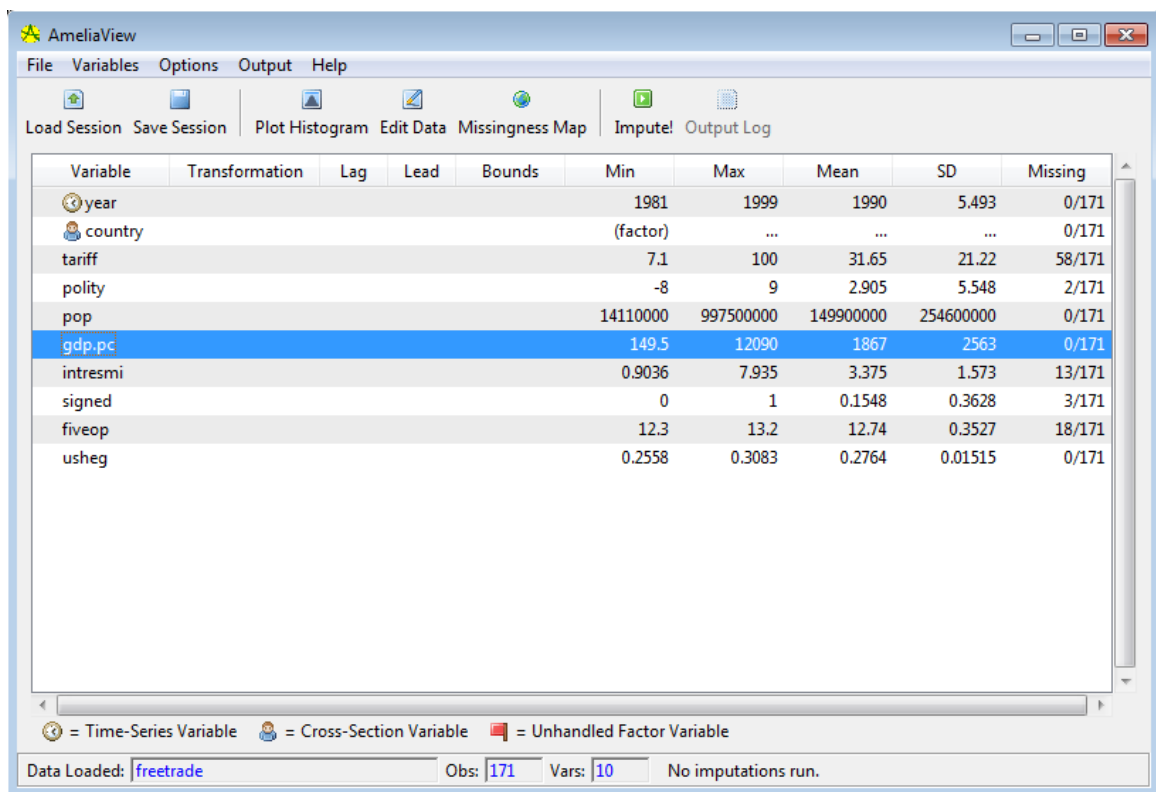 AmeliaView
File Variables Options Output Help
Load Session Save Session Plot Histogram Edit Data Missingness Map Impute! Output Log
Variable Transformation Lag Lead Bounds Min Max Mean SD Missing
year 1981 1999 1990 5.493 0/171
country (factor) ... ... ... 0/171
tariff 7.1 100 31.65 21.22 58/171
polity -8 9 2.905 5.548 2/171
pop 14110000 997500000 149900000 254600000 0/171
gdp.pc 149.5 12090 1867 2563 0/171
intresmi 0.9036 7.935 3.375 1.573 13/171
signed 0 1 0.1548 0.3628 3/171
fiveop 12.3 13.2 12.74 0.3527 18/171
usheg 0.2558 0.3083 0.2764 0.01515 0/171
= Time-Series Variable = Cross-Section Variable = Unhandled Factor Variable
Data Loaded: freetrade Obs: 171 Vars: 10 No imputations run.